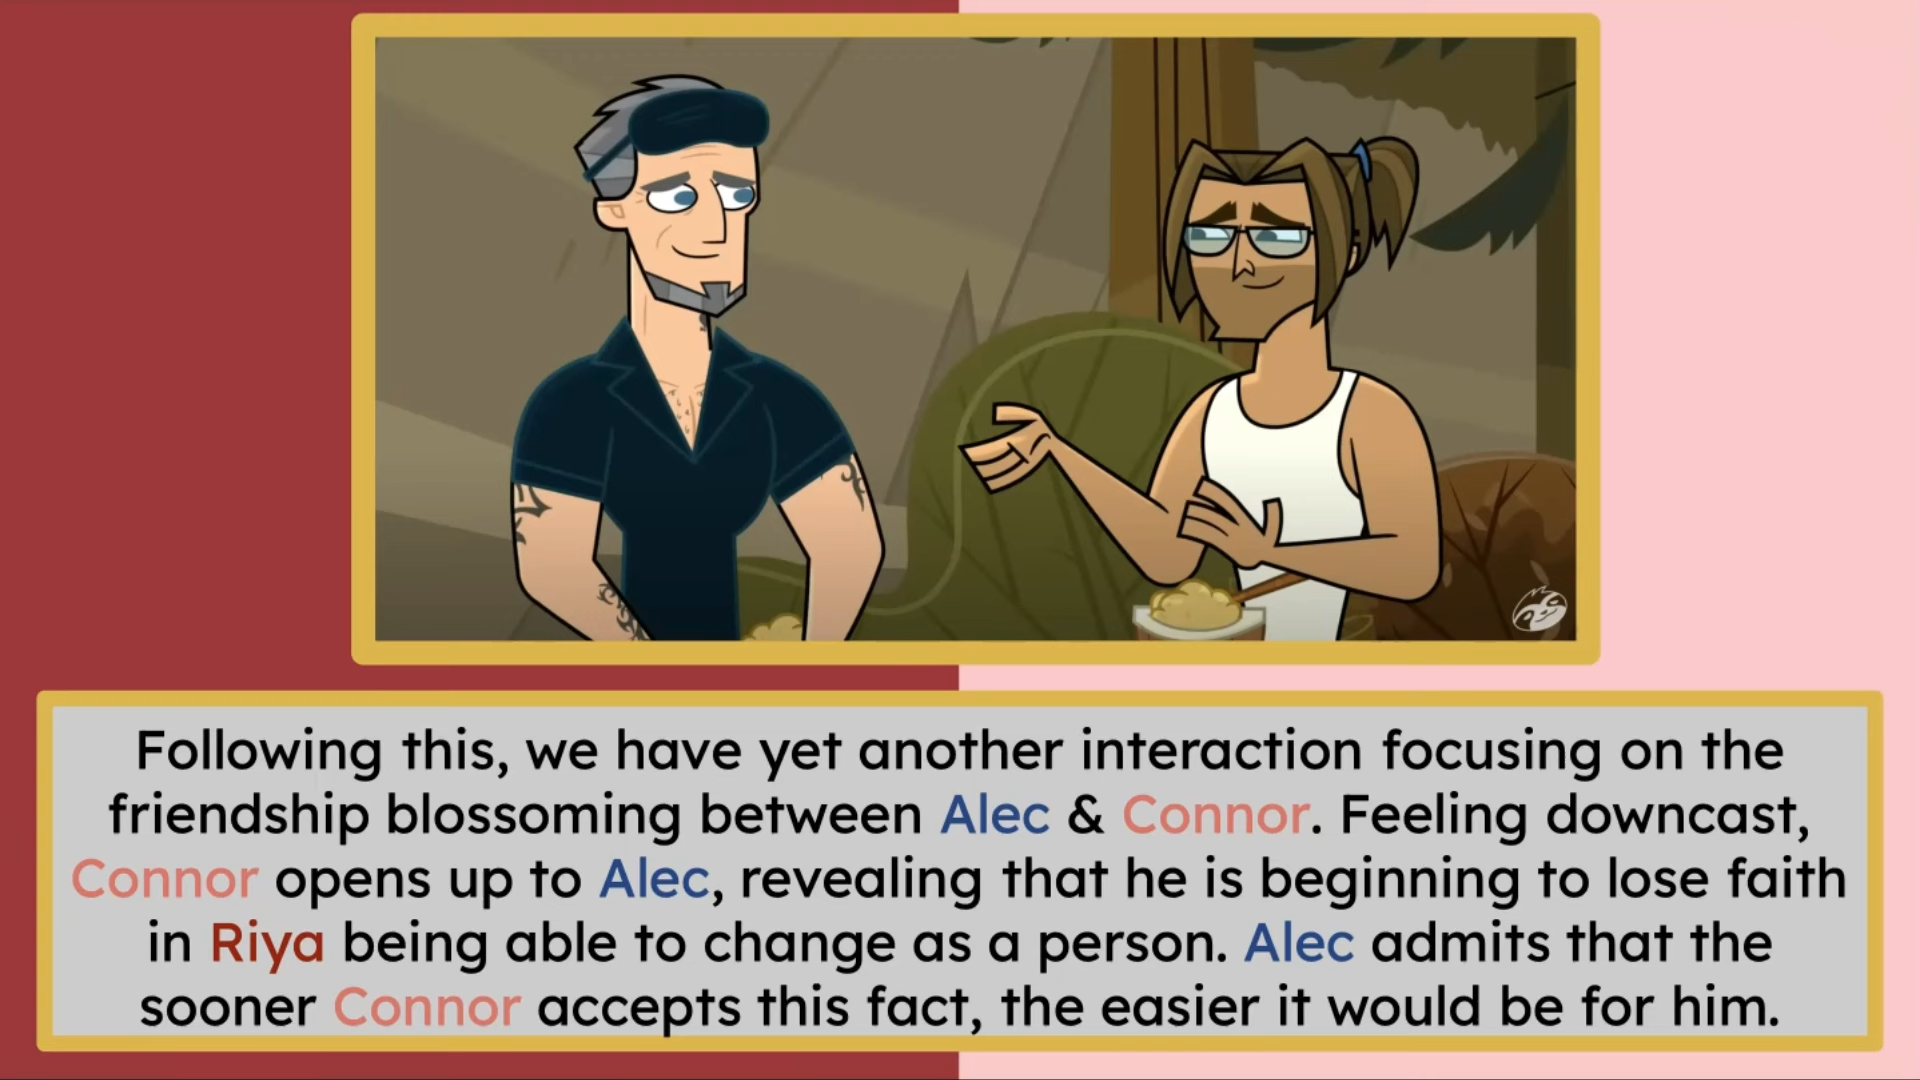 Following this, we have yet another interaction focusing on the
friendship blossoming between Alec & Connor. Feeling downcast,
Connor opens up to Alec, revealing that he is beginning to lose faith
in Riya being able to change as a person. Alec admits that the
sooner Connor accepts this fact, the easier it would be for him.